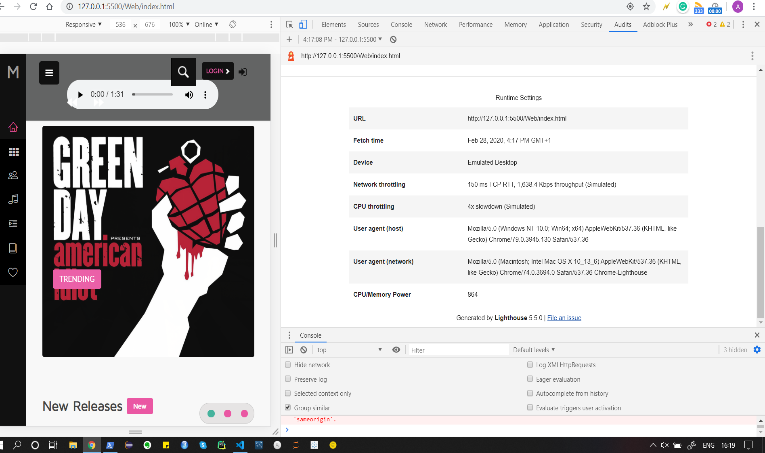 127.0.0.1:5500/Web/index.html
Responsive ▼ 536 × 676 100% ▼ Online ▼
Elements Sources Console Network Performance Memory Application Security Audits Adblock Plus » 2 2
4:17:08 PM - 127.0.0.1:5500 ▼
http://127.0.0.1:5500/Web/index.html
M
LOGIN
0:00 / 1:31
GREEN
DAY
PRESENTS
american
idiot
TRENDING
New Releases New
Runtime Settings
URL http://127.0.0.1:5500/Web/index.html
Fetch time Feb 28, 2020, 4:17 PM GMT+1
Device Emulated Desktop
Network throttling 150 ms TCP RTT, 1,638.4 Kbps throughput (Simulated)
CPU throttling 4x slowdown (Simulated)
User agent (host) Mozilla/5.0 (Windows NT 10.0; Win64; x64) AppleWebKit/537.36 (KHTML, like
Gecko) Chrome/79.0.3945.130 Safari/537.36
User agent (network) Mozilla/5.0 (Macintosh; Intel Mac OS X 10_13_6) AppleWebKit/537.36 (KHTML,
like Gecko) Chrome/74.0.3694.0 Safari/537.36 Chrome-Lighthouse
CPU/Memory Power 964
Generated by Lighthouse 5.5.0 | File an issue
Console
top ▼ Filter Default levels ▼ 3 hidden
Hide network Log XMLHttpRequests
Preserve log Eager evaluation
Selected context only Autocomplete from history
Group similar Evaluate triggers user activation
'sameorigin'.
ENG 16:19